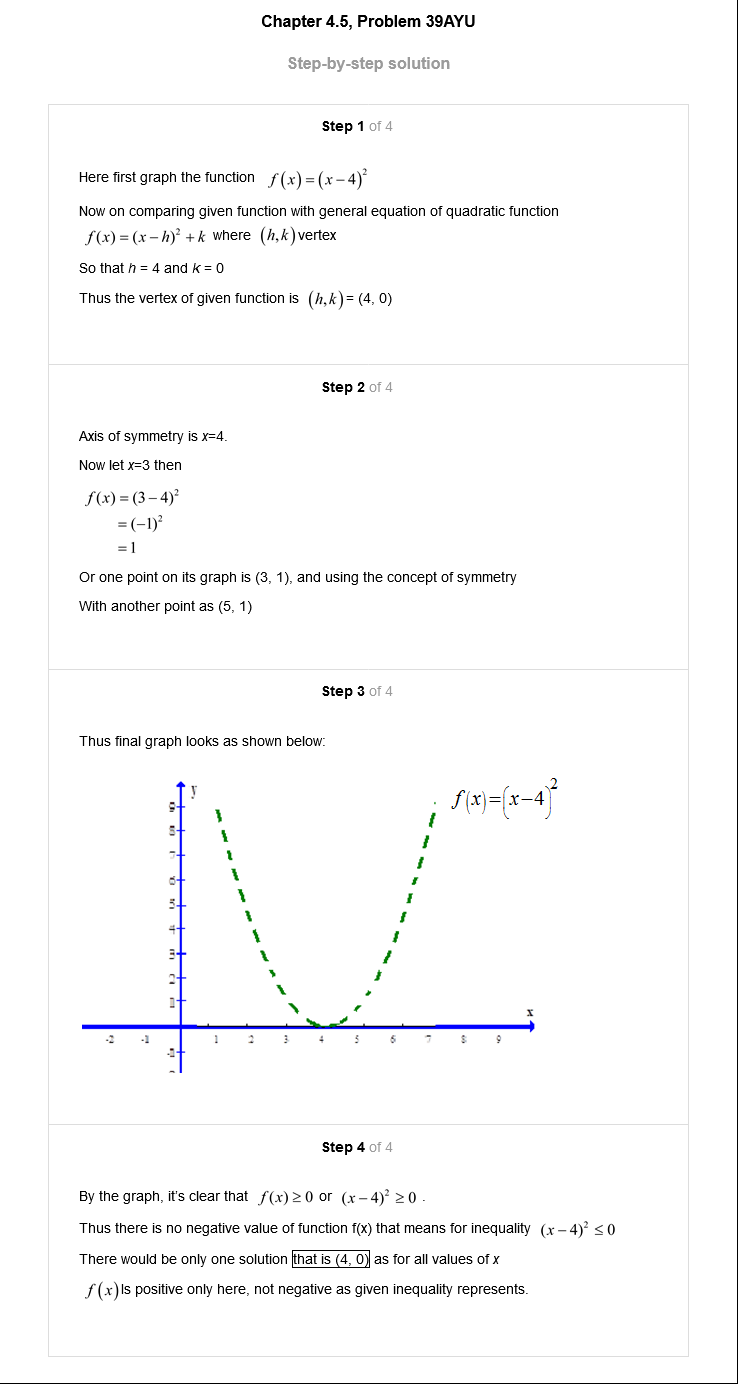 Chapter 4.5, Problem 39AYU
Step-by-step solution
Step 1 of 4
Here first graph the function f(x)=(x−4)²
Now on comparing given function with general equation of quadratic function
f(x)=(x−h)²+k where (h,k)vertex
So that h = 4 and k = 0
Thus the vertex of given function is (h,k)= (4, 0)
Step 2 of 4
Axis of symmetry is x=4.
Now let x=3 then
f(x)=(3−4)²
=(−1)²
=1
Or one point on its graph is (3, 1), and using the concept of symmetry
With another point as (5, 1)
Step 3 of 4
Thus final graph looks as shown below:
y
f(x)=(x−4)²
9
8
7
6
5
4
3
2
1
x
-2 -1 1 2 3 4 5 6 7 8 9
-1
Step 4 of 4
By the graph, it's clear that f(x)≥0 or (x−4)²≥0 .
Thus there is no negative value of function f(x) that means for inequality (x−4)²≤0
There would be only one solution that is (4, 0) as for all values of x
f(x)Is positive only here, not negative as given inequality represents.